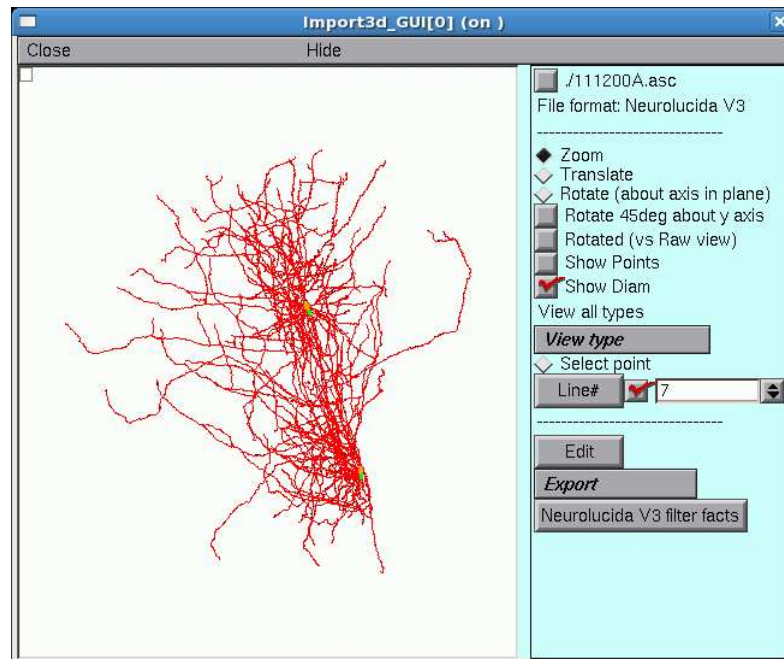 Import3d_GUI[0] (on )
Close Hide
./111200A.asc
File format: Neurolucida V3
-------------------------------
Zoom
Translate
Rotate (about axis in plane)
Rotate 45deg about y axis
Rotated (vs Raw view)
Show Points
Show Diam
View all types
View type
Select point
Line# 7
-------------------------------
Edit
Export
Neurolucida V3 filter facts